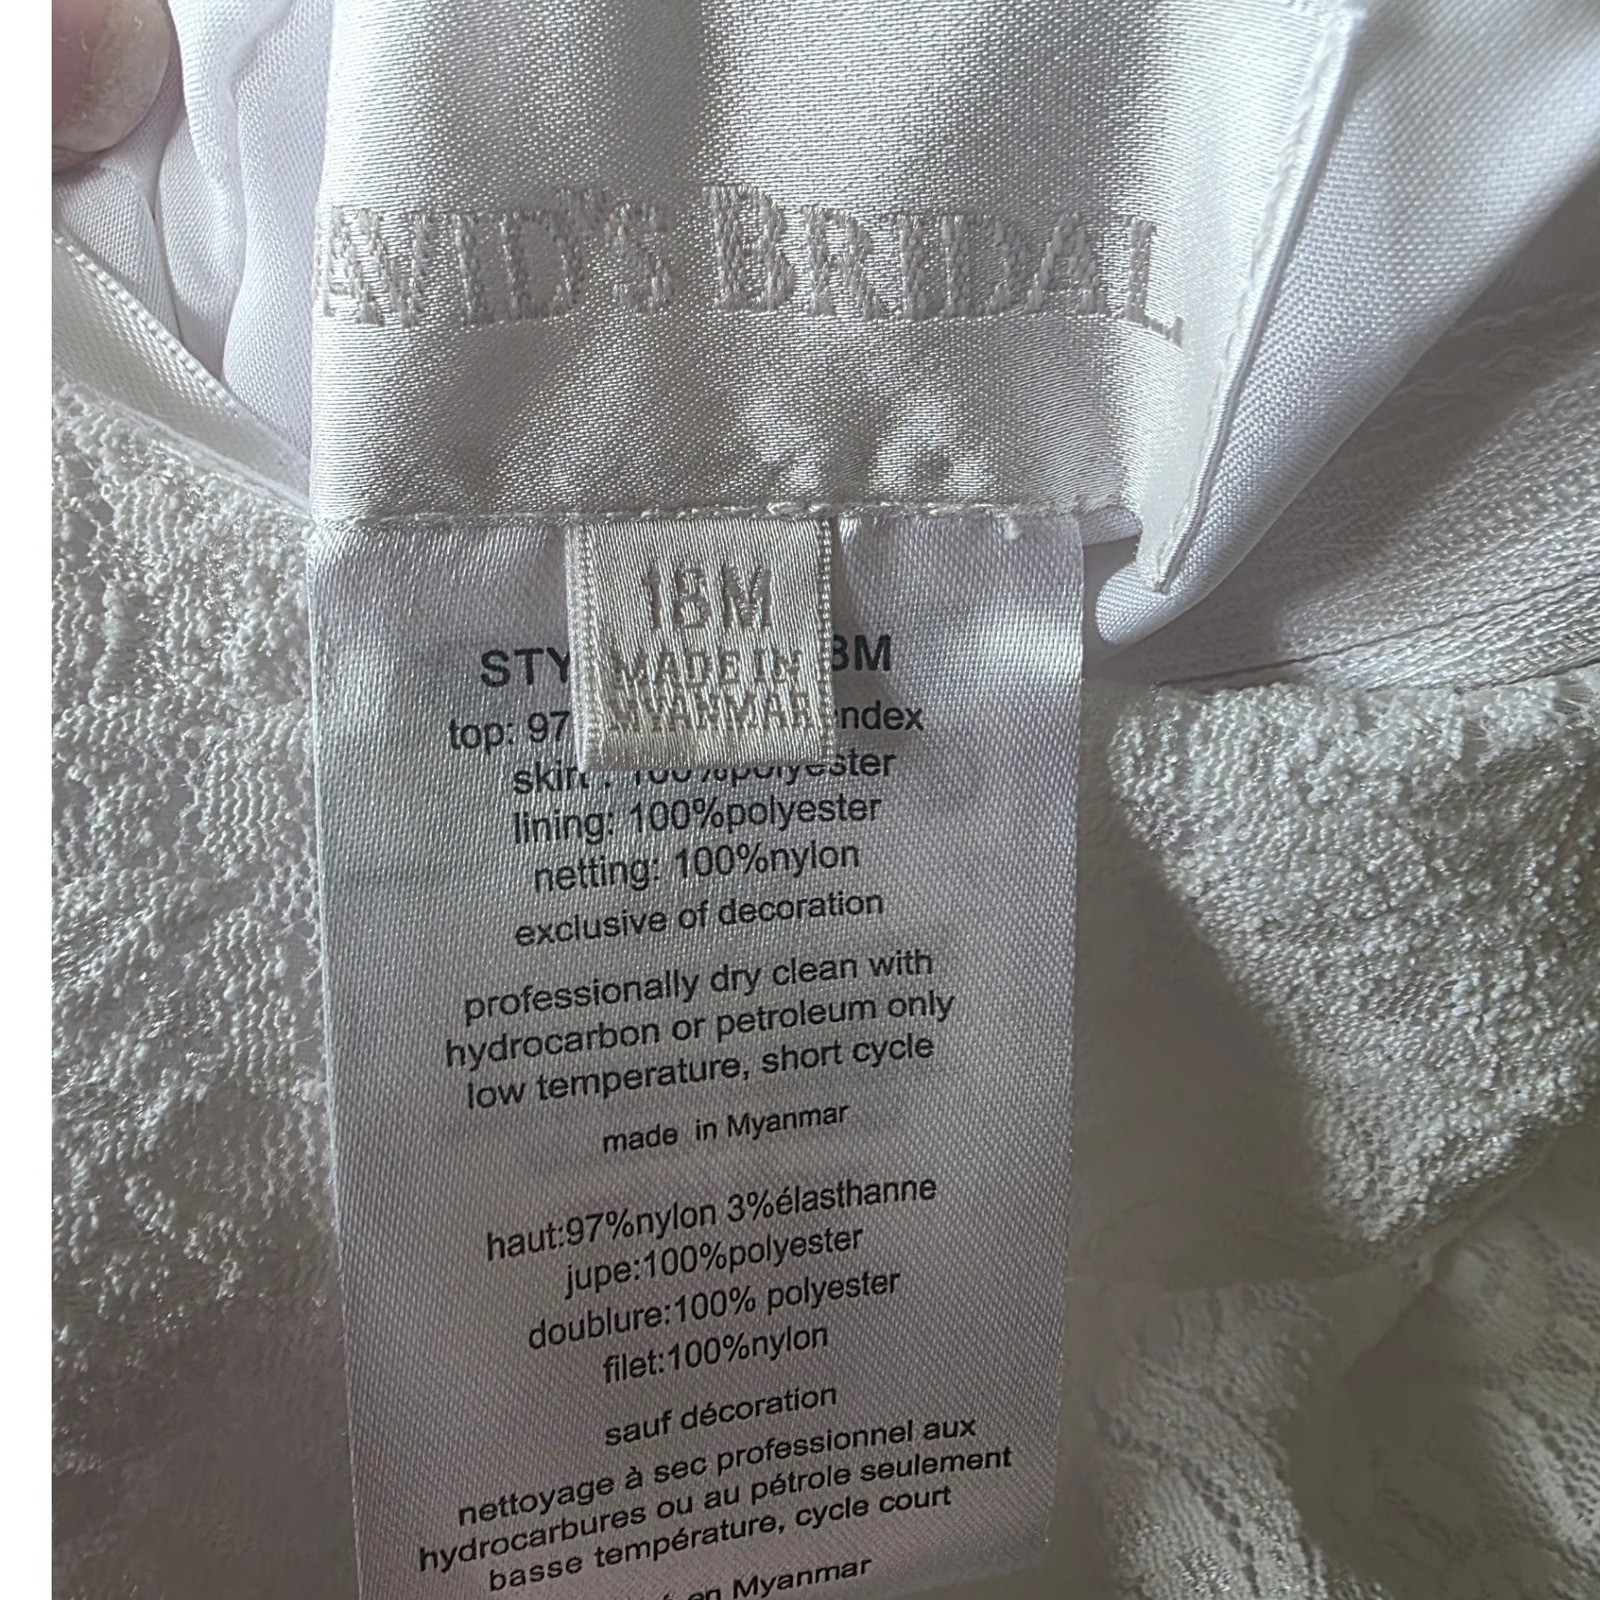 AVID'S BRIDAL
18M
MADE IN
MYANMAR
STY 8M
top: 97 ndex
skirt : 100%polyester
lining: 100%polyester
netting: 100%nylon
exclusive of decoration
professionally dry clean with
hydrocarbon or petroleum only
low temperature, short cycle
made in Myanmar
haut:97%nylon 3%élasthanne
jupe:100%polyester
doublure:100% polyester
filet:100%nylon
sauf décoration
nettoyage à sec professionnel aux
hydrocarbures ou au pétrole seulement
basse température, cycle court
en Myanmar